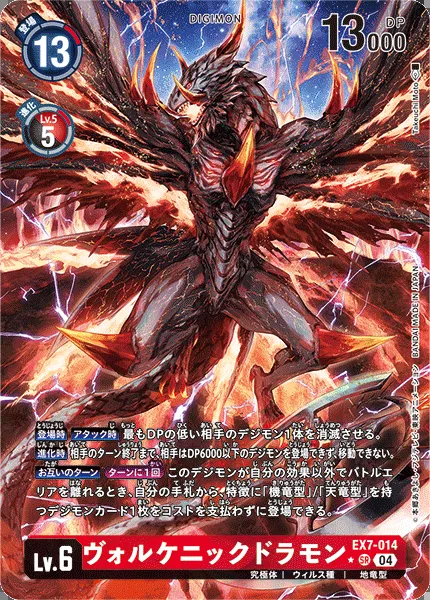 DIGIMON
登場
13
DP
13000
進化
Lv.5
5
Takeuchi Moto
BANDAI MADE IN JAPAN
登場時 アタック時 最もDPの低い相手のデジモン1体を消滅させる。
進化時 相手のターン終了まで、相手はDP6000以下のデジモンを登場できず、移動できない。
お互いのターン ターンに1回 このデジモンが自分の効果以外でバトルエ
リアを離れるとき、自分の手札から、特徴に「機竜型」/「天竜型」を持
つデジモンカード1枚をコストを支払わずに登場できる。
Lv.6
ヴォルケニックドラモン
EX7-014
SR 04
究極体 | ウィルス種 | 地竜型